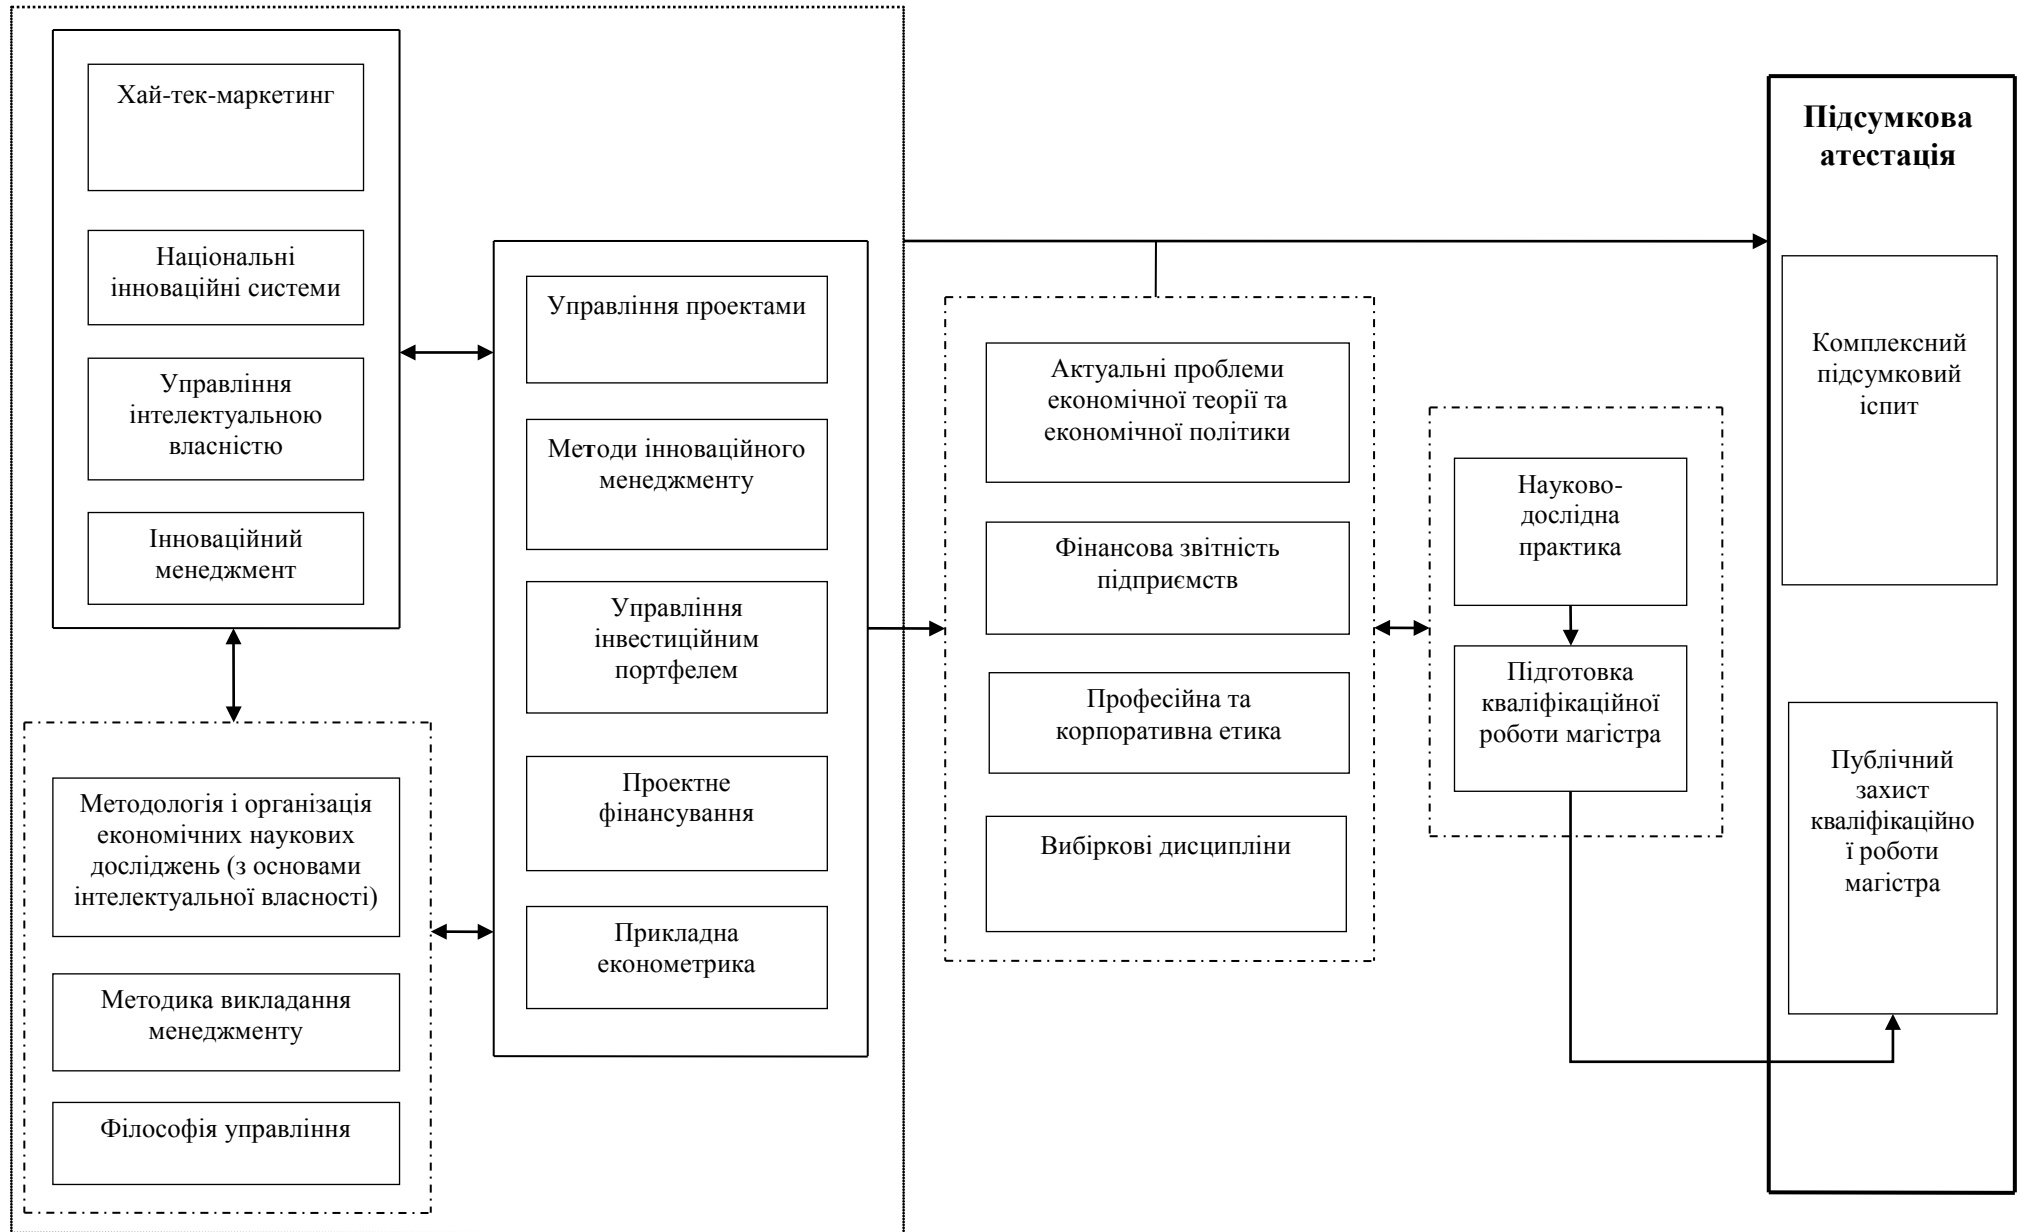 Хай-тек-маркетинг
Національні
інноваційні системи
Управління
інтелектуальною
власністю
Інноваційний
менеджмент
Методологія і організація
економічних наукових
досліджень (з основами
інтелектуальної власності)
Методика викладання
менеджменту
Філософія управління
Управління проектами
Методи інноваційного
менеджменту
Управління
інвестиційним
портфелем
Проектне
фінансування
Прикладна
економетрика
Актуальні проблеми
економічної теорії та
економічної політики
Фінансова звітність
підприємств
Професійна та
корпоративна етика
Вибіркові дисципліни
Науково-
дослідна
практика
Підготовка
кваліфікаційної
роботи магістра
Підсумкова
атестація
Комплексний
підсумковий
іспит
Публічний
захист
кваліфікаційно
ї роботи
магістра